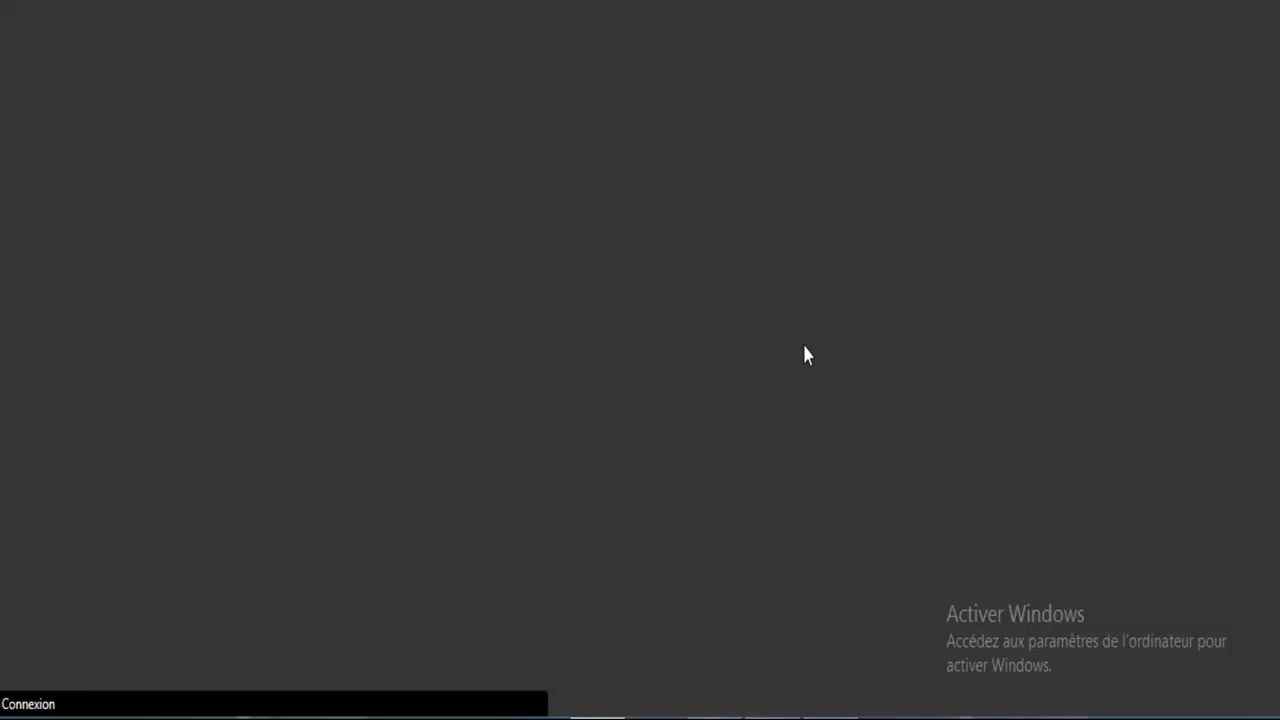 Activer Windows
Accédez aux paramètres de l'ordinateur pour
activer Windows.
Connexion